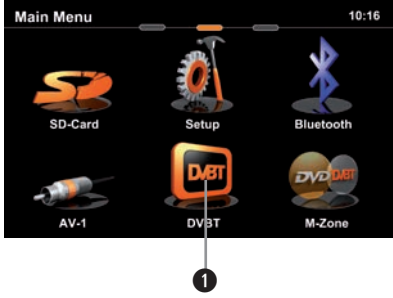 Main Menu 10:16
SD
SD-Card Setup Bluetooth
DVBT DVD DVBT
AV-1 DVBT M-Zone
1